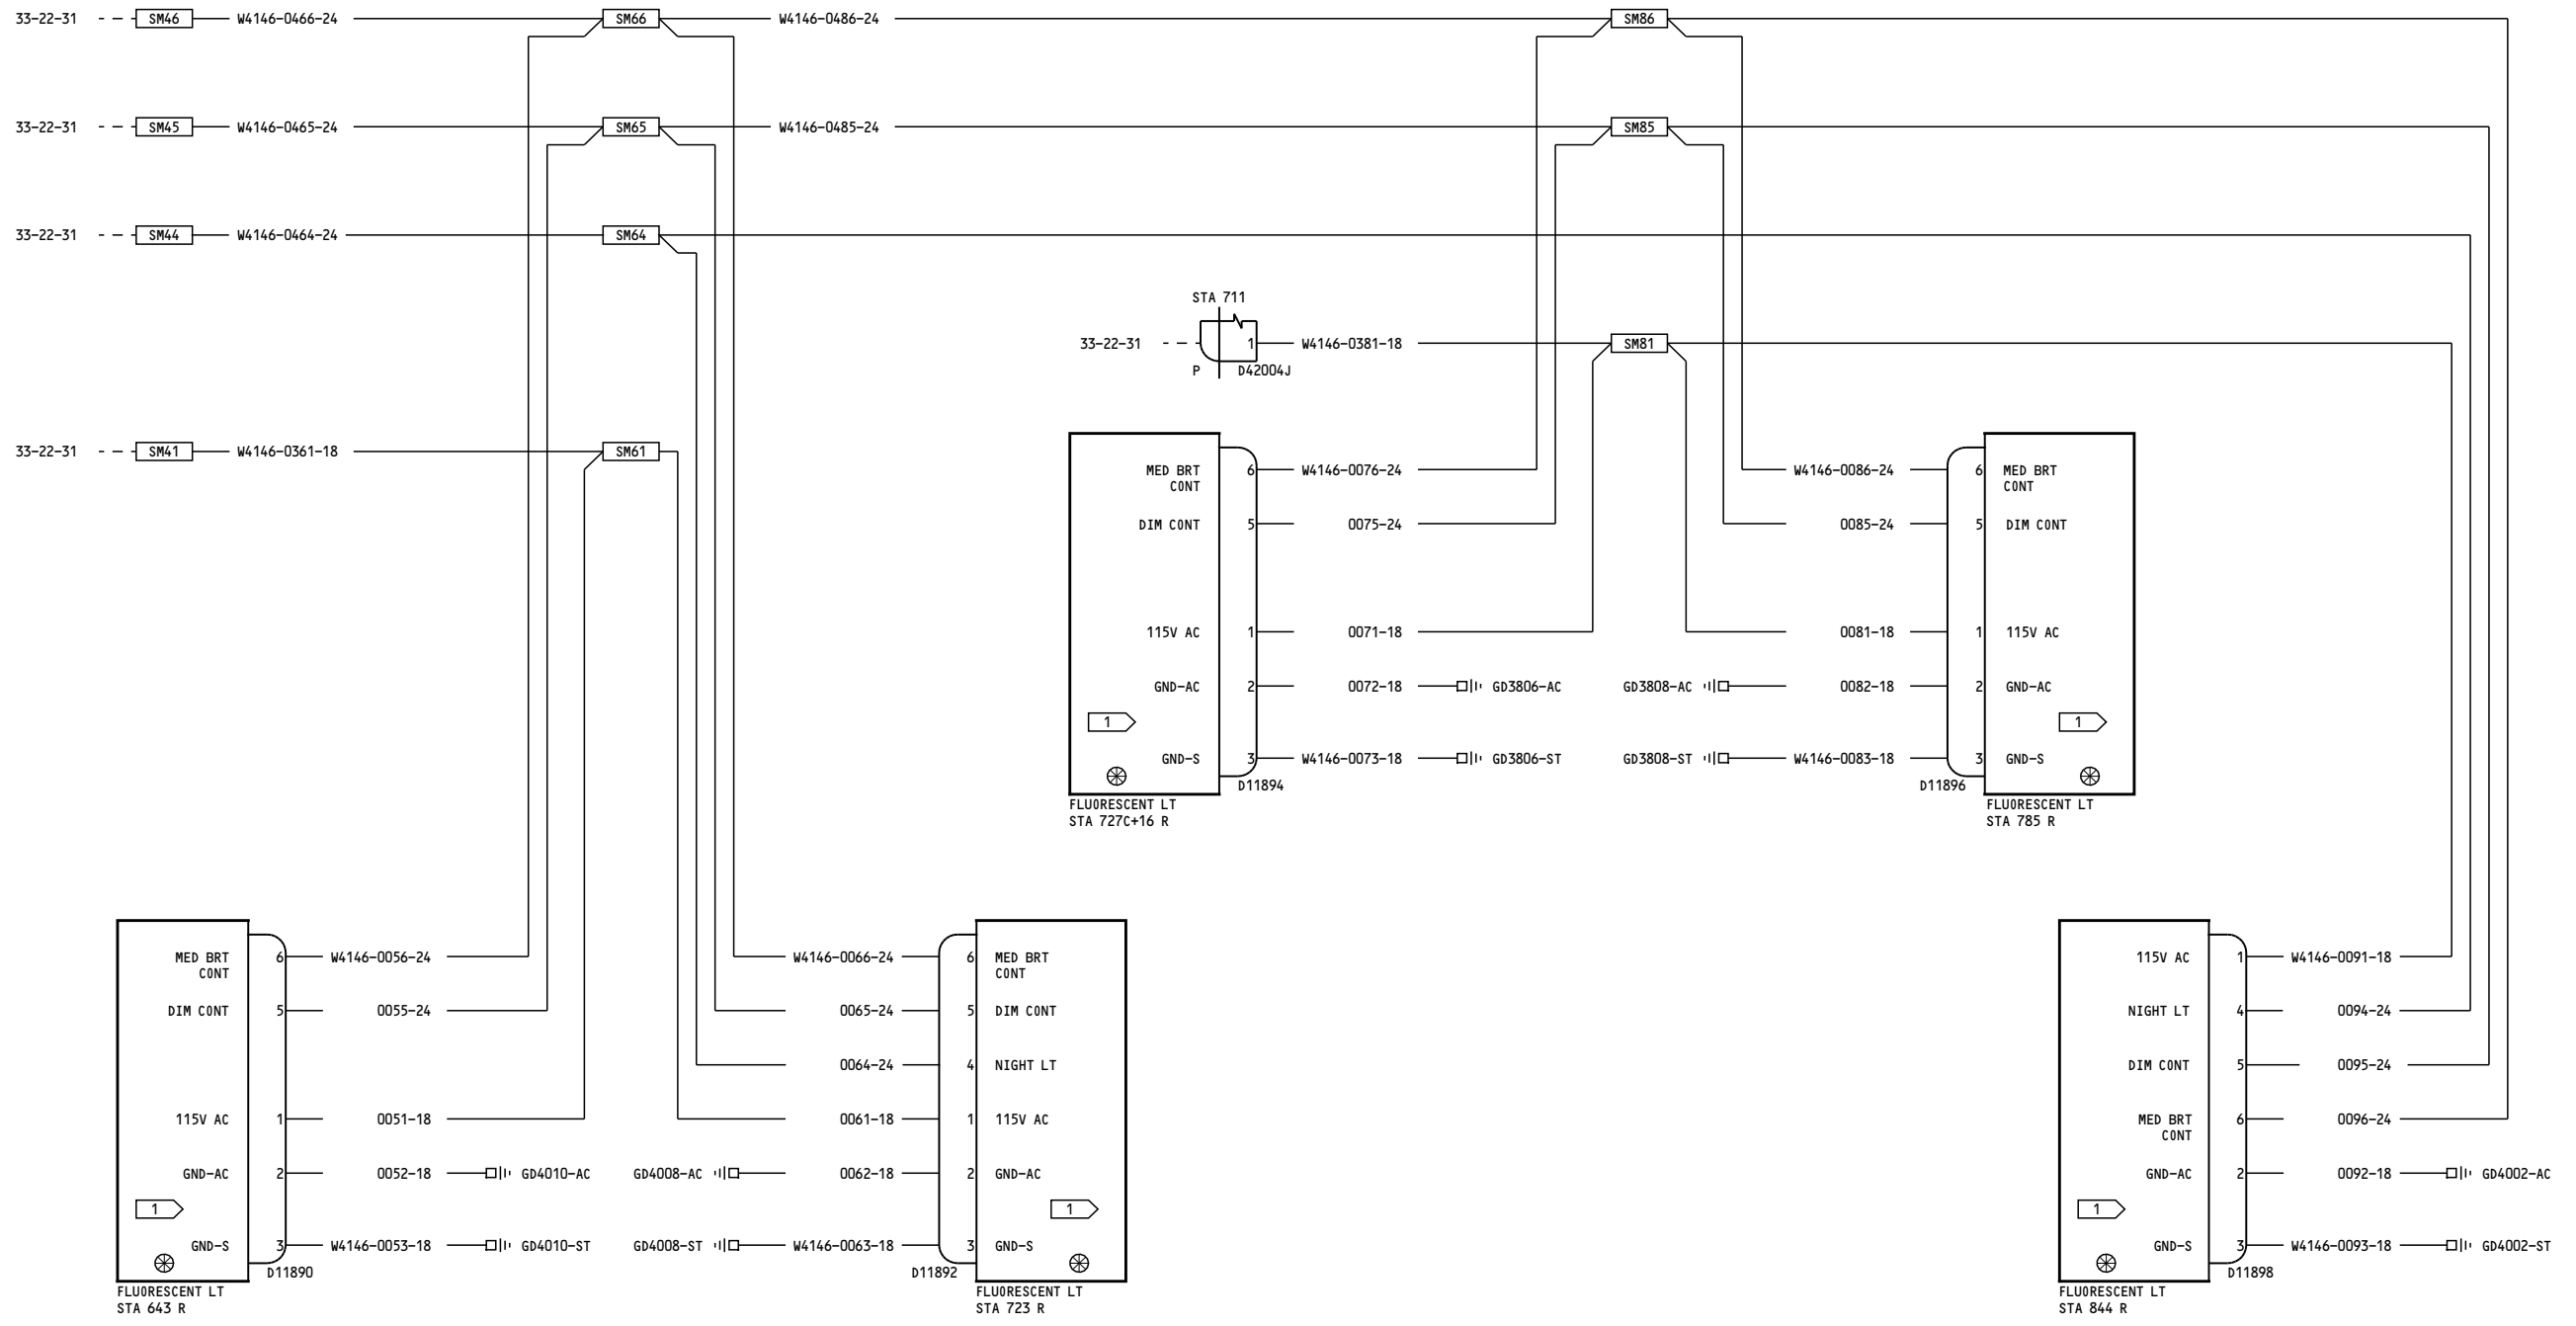 33-22-31 SM46 W4146-0466-24 SM66 W4146-0486-24 SM86
33-22-31 SM45 W4146-0465-24 SM65 W4146-0485-24 SM85
33-22-31 SM44 W4146-0464-24 SM64
STA 711
33-22-31 1 W4146-0381-18 SM81
P D42004J
33-22-31 SM41 W4146-0361-18 SM61
MED BRT 6 W4146-0076-24 W4146-0086-24 6 MED BRT
CONT CONT
DIM CONT 5 0075-24 0085-24 5 DIM CONT
115V AC 1 0071-18 0081-18 1 115V AC
GND-AC 2 0072-18 GD3806-AC GD3808-AC 0082-18 2 GND-AC
1 1
GND-S 3 W4146-0073-18 GD3806-ST GD3808-ST W4146-0083-18 3 GND-S
D11894 D11896
FLUORESCENT LT FLUORESCENT LT
STA 727C+16 R STA 785 R
MED BRT 6 W4146-0056-24 W4146-0066-24 6 MED BRT 115V AC 1 W4146-0091-18
CONT CONT
DIM CONT 5 0055-24 0065-24 5 DIM CONT NIGHT LT 4 0094-24
0064-24 4 NIGHT LT DIM CONT 5 0095-24
115V AC 1 0051-18 0061-18 1 115V AC MED BRT 6 0096-24
CONT
GND-AC 2 0052-18 GD4010-AC GD4008-AC 0062-18 2 GND-AC GND-AC 2 0092-18 GD4002-AC
1 1 1
GND-S 3 W4146-0053-18 GD4010-ST GD4008-ST W4146-0063-18 3 GND-S GND-S 3 W4146-0093-18 GD4002-ST
D11890 D11892 D11898
FLUORESCENT LT FLUORESCENT LT FLUORESCENT LT
STA 643 R STA 723 R STA 844 R